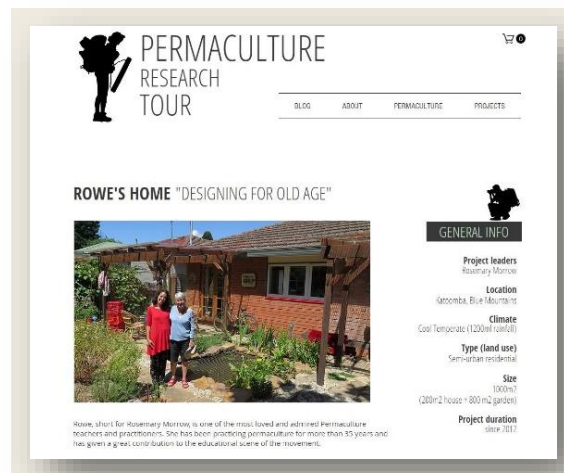 PERMACULTURE
RESEARCH
TOUR
0
BLOG ABOUT PERMACULTURE PROJECTS
ROWE'S HOME "DESIGNING FOR OLD AGE"
GENERAL INFO
Project leaders
Rosemary Morrow
Location
Katoomba, Blue Mountains
Climate
Cool Temperate (1200ml rainfall)
Type (land use)
Semi-urban residential
Size
1000m2
(200m2 house + 800 m2 garden)
Project duration
since 2012
Rowe, short for Rosemary Morrow, is one of the most loved and admired Permaculture
teachers and practitioners. She has been practicing permaculture for more than 35 years and
has given a great contribution to the educational scene of the movement.